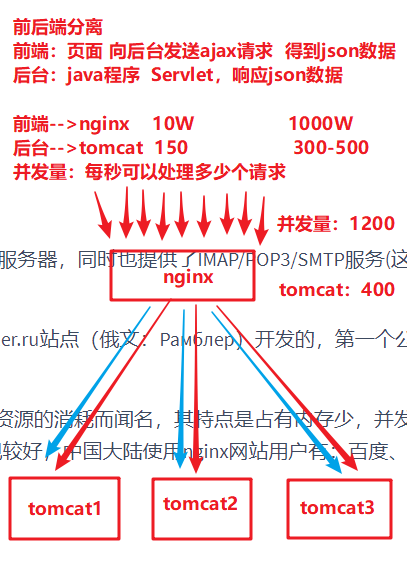 前后端分离
前端：页面 向后台发送ajax请求 得到json数据
后台：java程序 Servlet，响应json数据
前端-->nginx 10W 1000W
后台-->tomcat 150 300-500
并发量：每秒可以处理多少个请求
并发量：1200
服务器，同时也提供了IMAP/POP3/SMTP服务(这
nginx
tomcat：400
er.ru站点（俄文：Рамблер）开发的，第一个公
资源的消耗而闻名，其特点是占有内存少，并发
较好，中国大陆使用nginx网站用户有：百度、
tomcat1 tomcat2 tomcat3